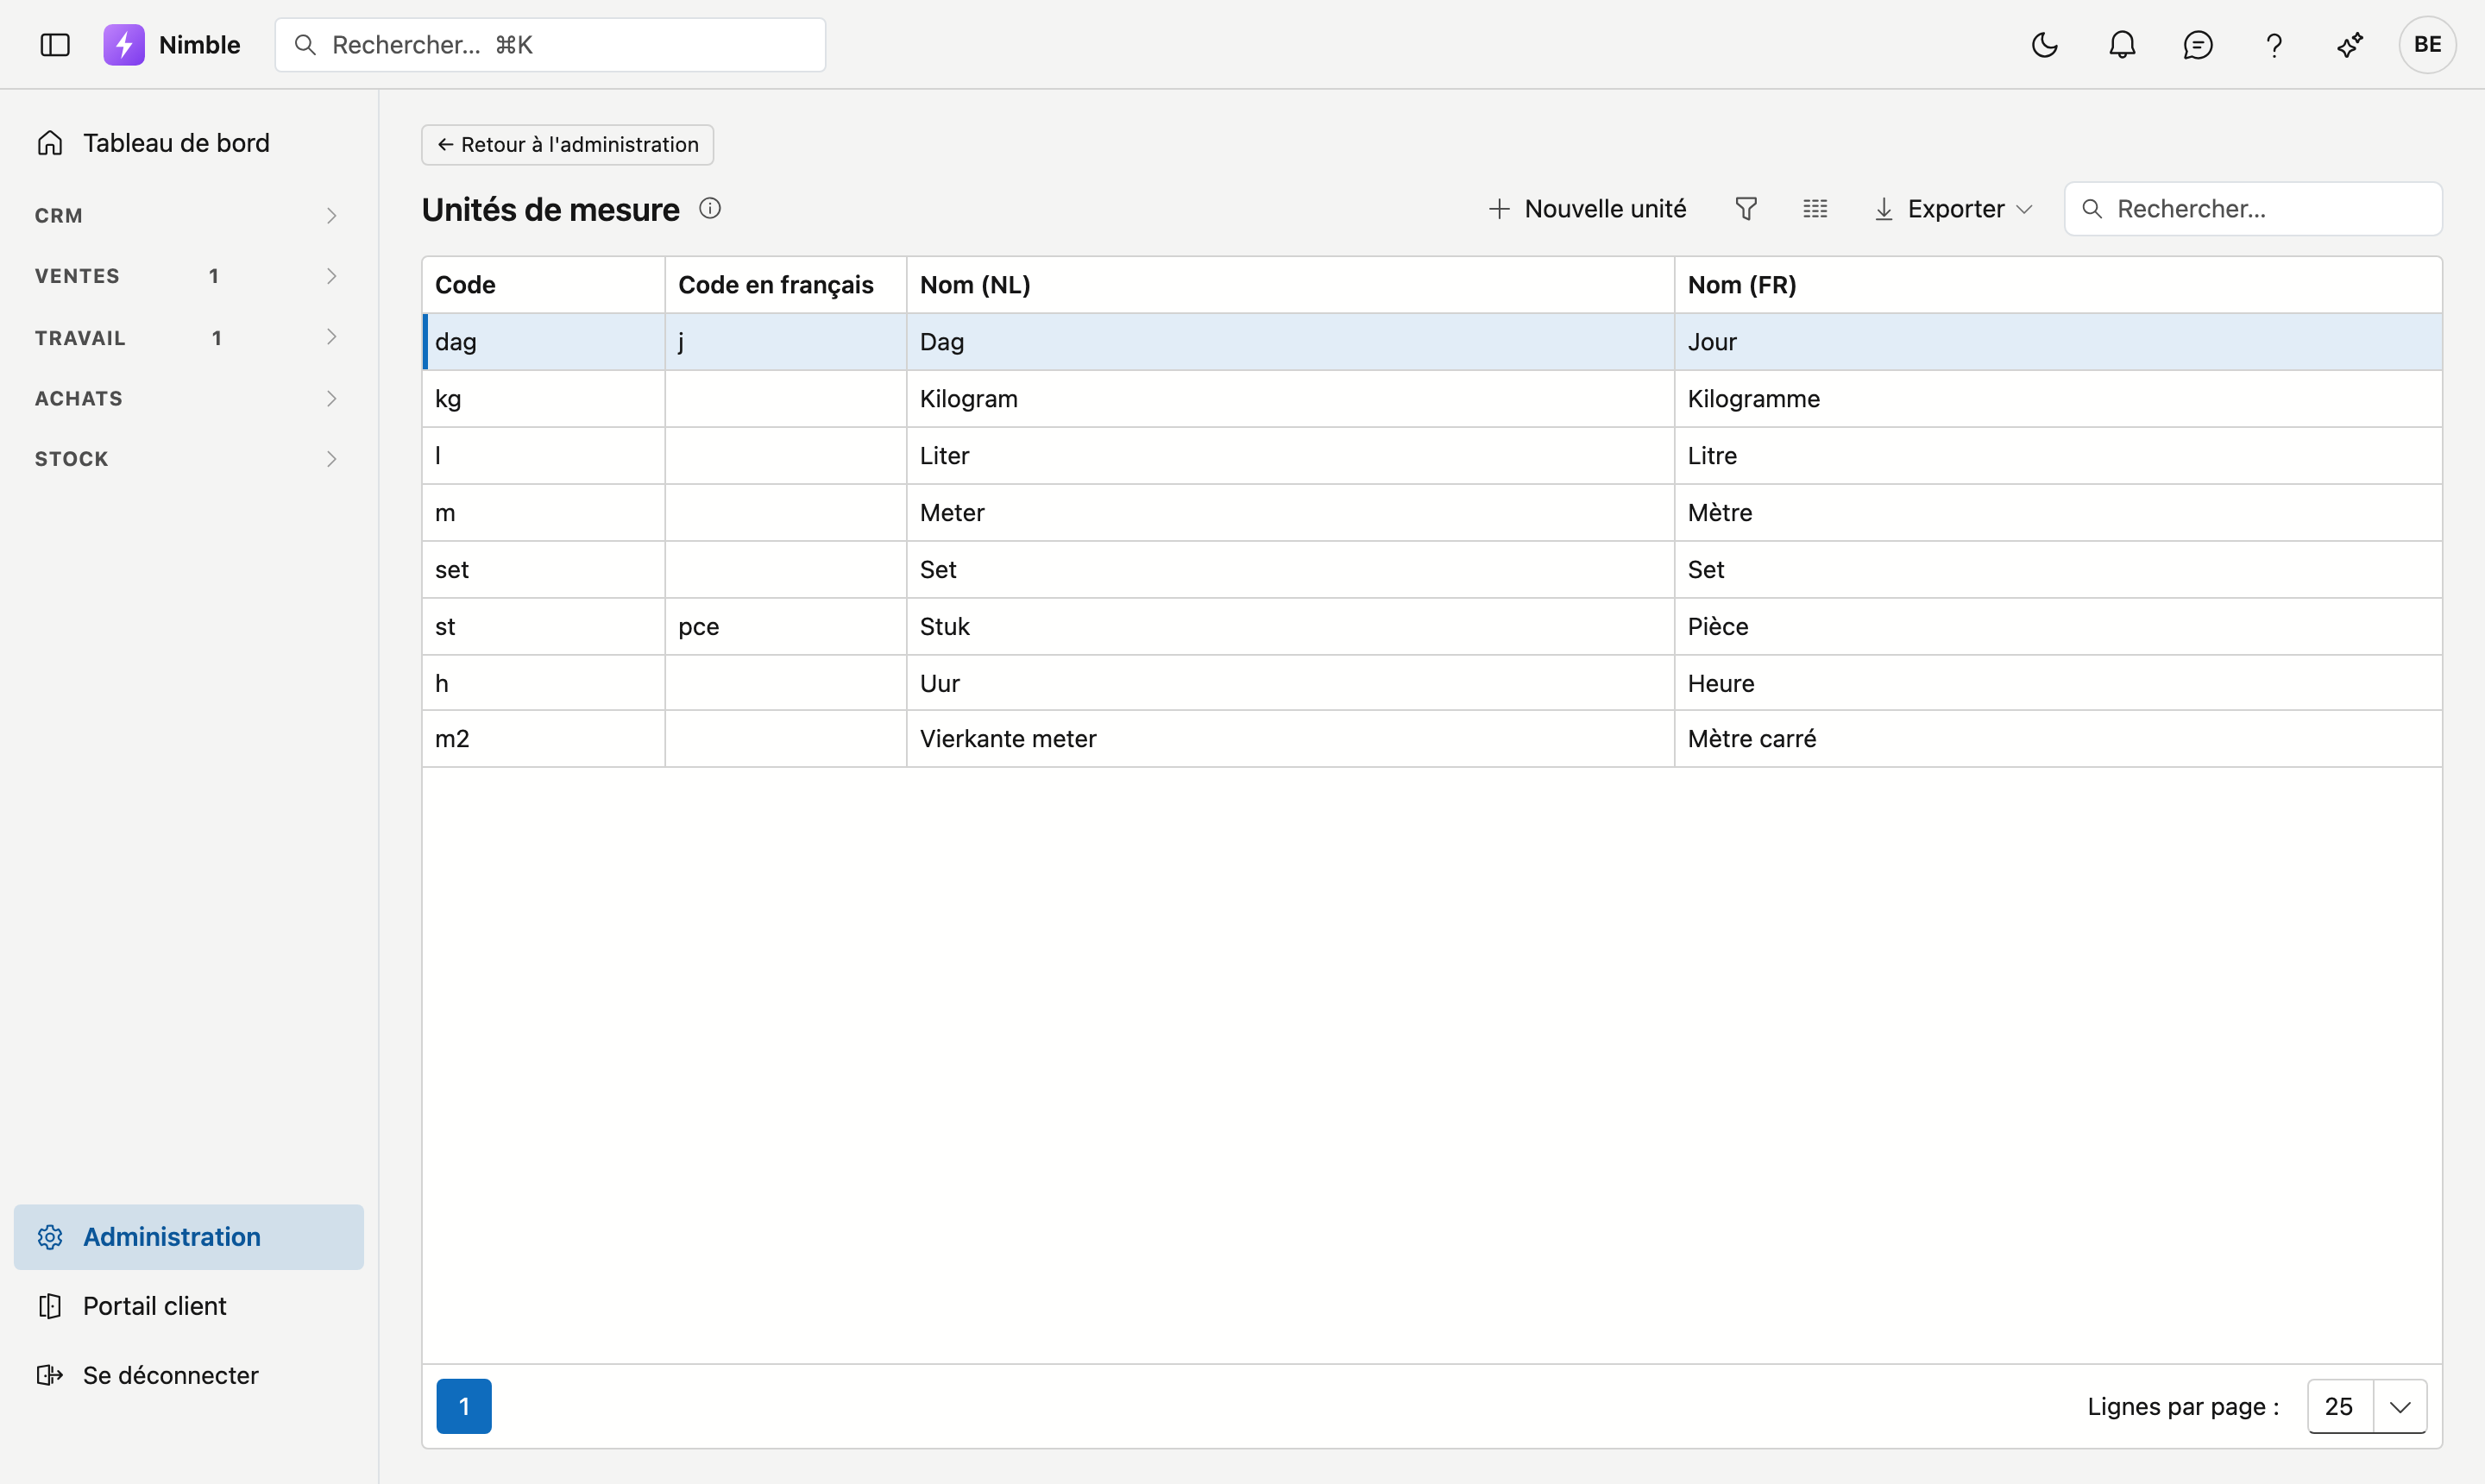 Nimble
Rechercher... ⌘K
BE
Tableau de bord
CRM
VENTES 1
TRAVAIL 1
ACHATS
STOCK
Administration
Portail client
Se déconnecter
← Retour à l'administration
Unités de mesure
Nouvelle unité
Exporter
Rechercher...
Code Code en français Nom (NL) Nom (FR)
dag j Dag Jour
kg Kilogram Kilogramme
l Liter Litre
m Meter Mètre
set Set Set
st pce Stuk Pièce
h Uur Heure
m2 Vierkante meter Mètre carré
1
Lignes par page : 25